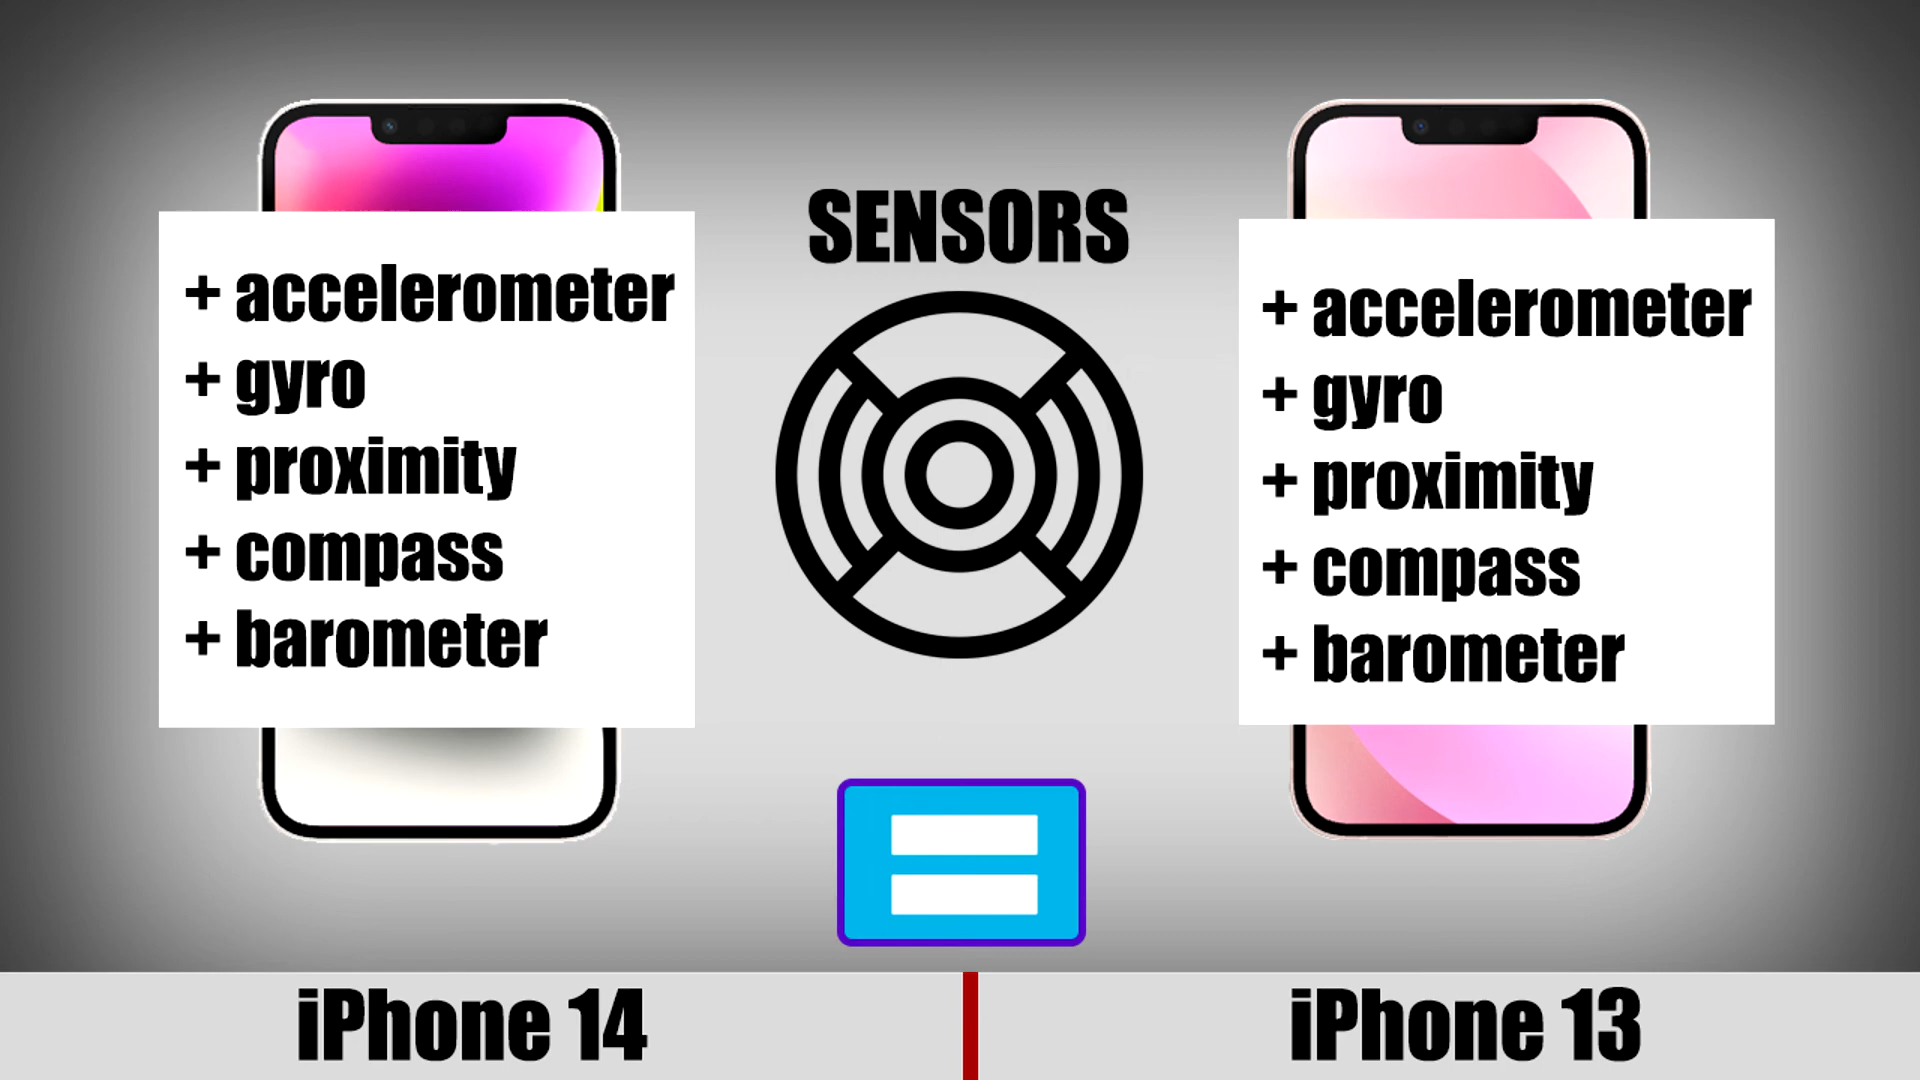 SENSORS
+ accelerometer
+ gyro
+ proximity
+ compass
+ barometer
+ accelerometer
+ gyro
+ proximity
+ compass
+ barometer
iPhone 14
iPhone 13